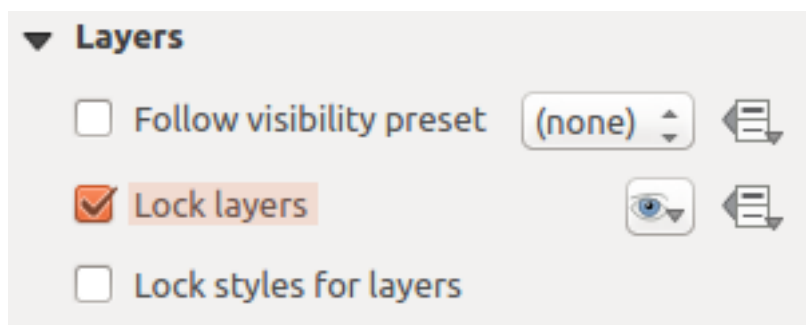 Layers
Follow visibility preset (none)
Lock layers
Lock styles for layers